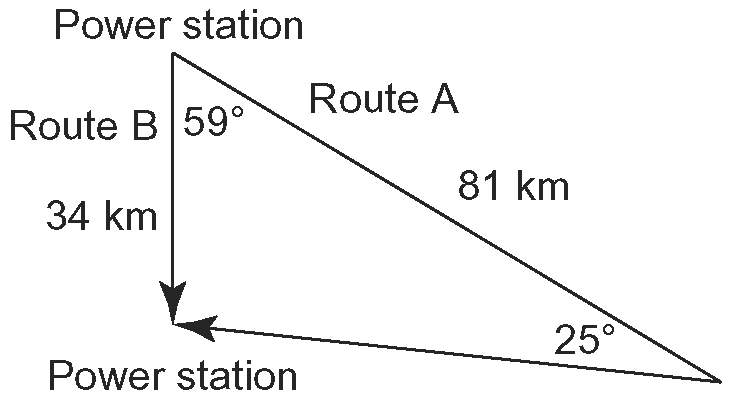 Power station
Route A
Route B
59°
81 km
34 km
25°
Power station